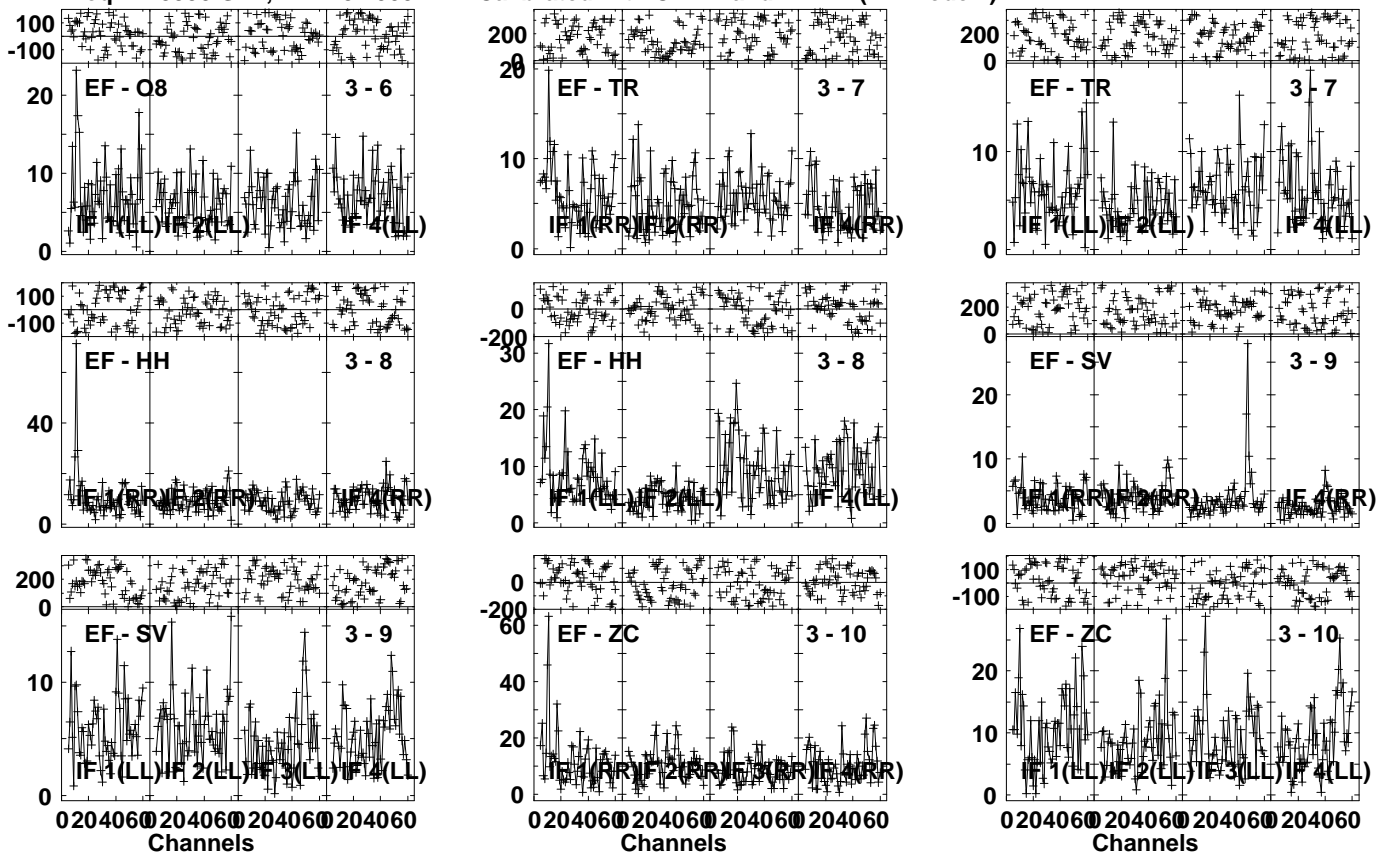 100
-100
200
0
200
0
EF - O8 3 - 6
20
10
0
IF 1(LL) IF 2(LL) IF 4(LL)
EF - TR 3 - 7
20
10
0
IF 1(RR) IF 2(RR) IF 4(RR)
EF - TR 3 - 7
10
0
IF 1(LL) IF 2(LL) IF 4(LL)
100
-100
0
-200
200
0
EF - HH 3 - 8
40
0
IF 1(RR) IF 2(RR) IF 4(RR)
EF - HH 3 - 8
30
20
10
0
IF 1(LL) IF 2(LL) IF 4(LL)
EF - SV 3 - 9
20
10
0
IF 1(RR) IF 2(RR) IF 4(RR)
200
0
0
-200
100
-100
EF - SV 3 - 9
10
0
IF 1(LL) IF 2(LL) IF 3(LL) IF 4(LL)
EF - ZC 3 - 10
60
40
20
0
IF 1(RR) IF 2(RR) IF 3(RR) IF 4(RR)
EF - ZC 3 - 10
20
10
0
IF 1(LL) IF 2(LL) IF 3(LL) IF 4(LL)
0 20 40 60 0 20 40 60 0 20 40 60 0 20 40 60
Channels
0 20 40 60 0 20 40 60 0 20 40 60 0 20 40 60
Channels
0 20 40 60 0 20 40 60 0 20 40 60 0 20 40 60
Channels